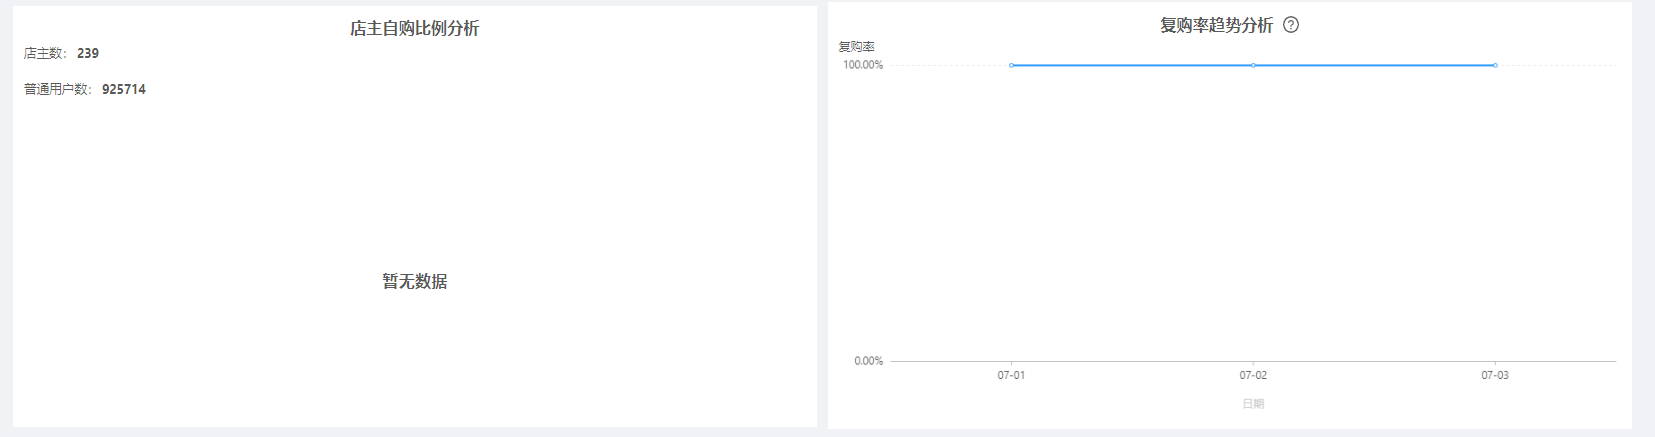 店主自购比例分析
店主数： 239
普通用户数： 925714
暂无数据
复购率趋势分析 ?
复购率
100.00%
0.00%
07-01 07-02 07-03
日期